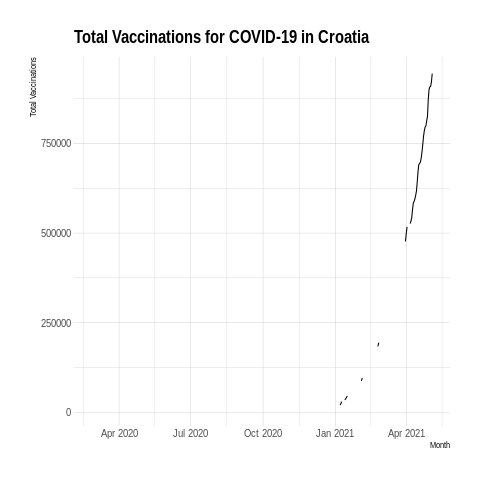 Total Vaccinations for COVID-19 in Croatia
Total Vaccinations
750000
500000
250000
0
Apr 2020 Jul 2020 Oct 2020 Jan 2021 Apr 2021
Month